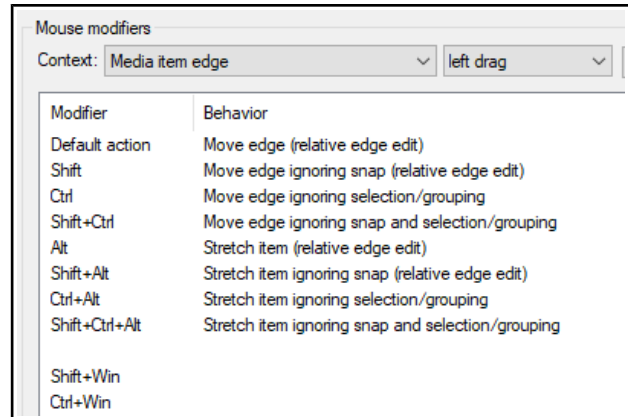 Mouse modifiers
Context: Media item edge left drag
Modifier Behavior
Default action Move edge (relative edge edit)
Shift Move edge ignoring snap (relative edge edit)
Ctrl Move edge ignoring selection/grouping
Shift+Ctrl Move edge ignoring snap and selection/grouping
Alt Stretch item (relative edge edit)
Shift+Alt Stretch item ignoring snap (relative edge edit)
Ctrl+Alt Stretch item ignoring selection/grouping
Shift+Ctrl+Alt Stretch item ignoring snap and selection/grouping
Shift+Win
Ctrl+Win